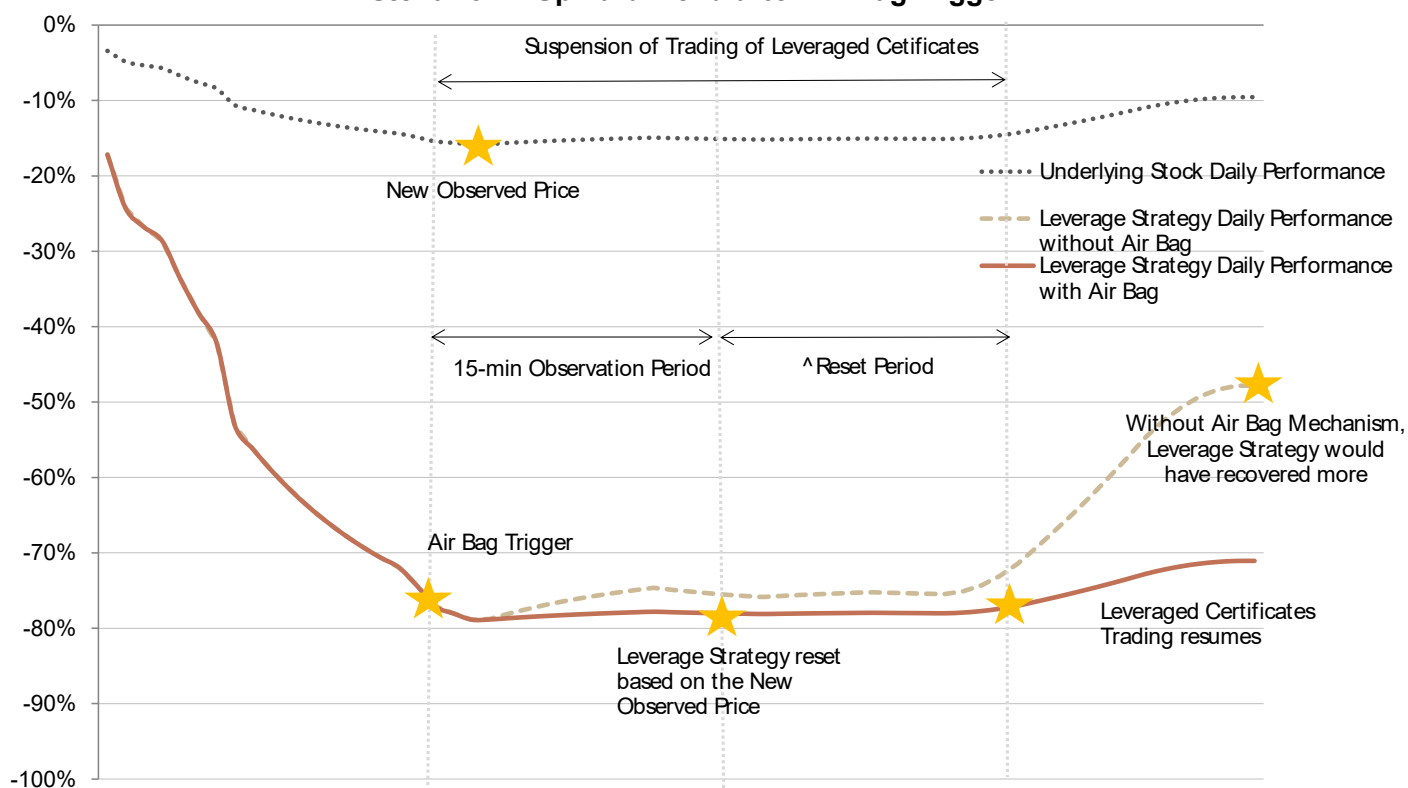 0%
Suspension of Trading of Leveraged Cetificates
-10%
-20%
New Observed Price
Underlying Stock Daily Performance
Leverage Strategy Daily Performance
without Air Bag
Leverage Strategy Daily Performance
with Air Bag
-30%
-40%
15-min Observation Period
^Reset Period
-50%
Without Air Bag Mechanism,
Leverage Strategy would
have recovered more
-60%
-70%
Air Bag Trigger
Leveraged Certificates
Trading resumes
-80%
Leverage Strategy reset
based on the New
Observed Price
-90%
-100%